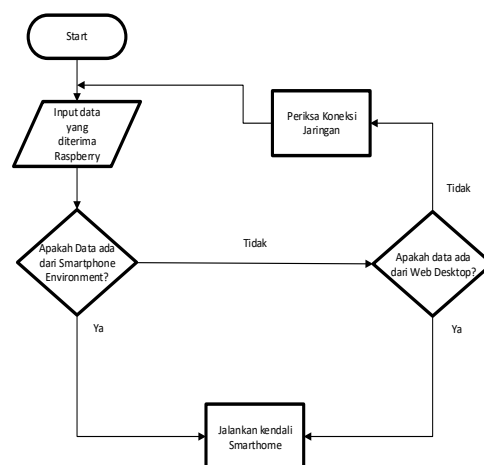 Start
Input data
yang
diterima
Raspberry
Periksa Koneksi
Jaringan
Tidak
Apakah Data ada
dari Smartphone
Environment?
Tidak
Apakah data ada
dari Web Desktop?
Ya
Ya
Jalankan kendali
Smarthome